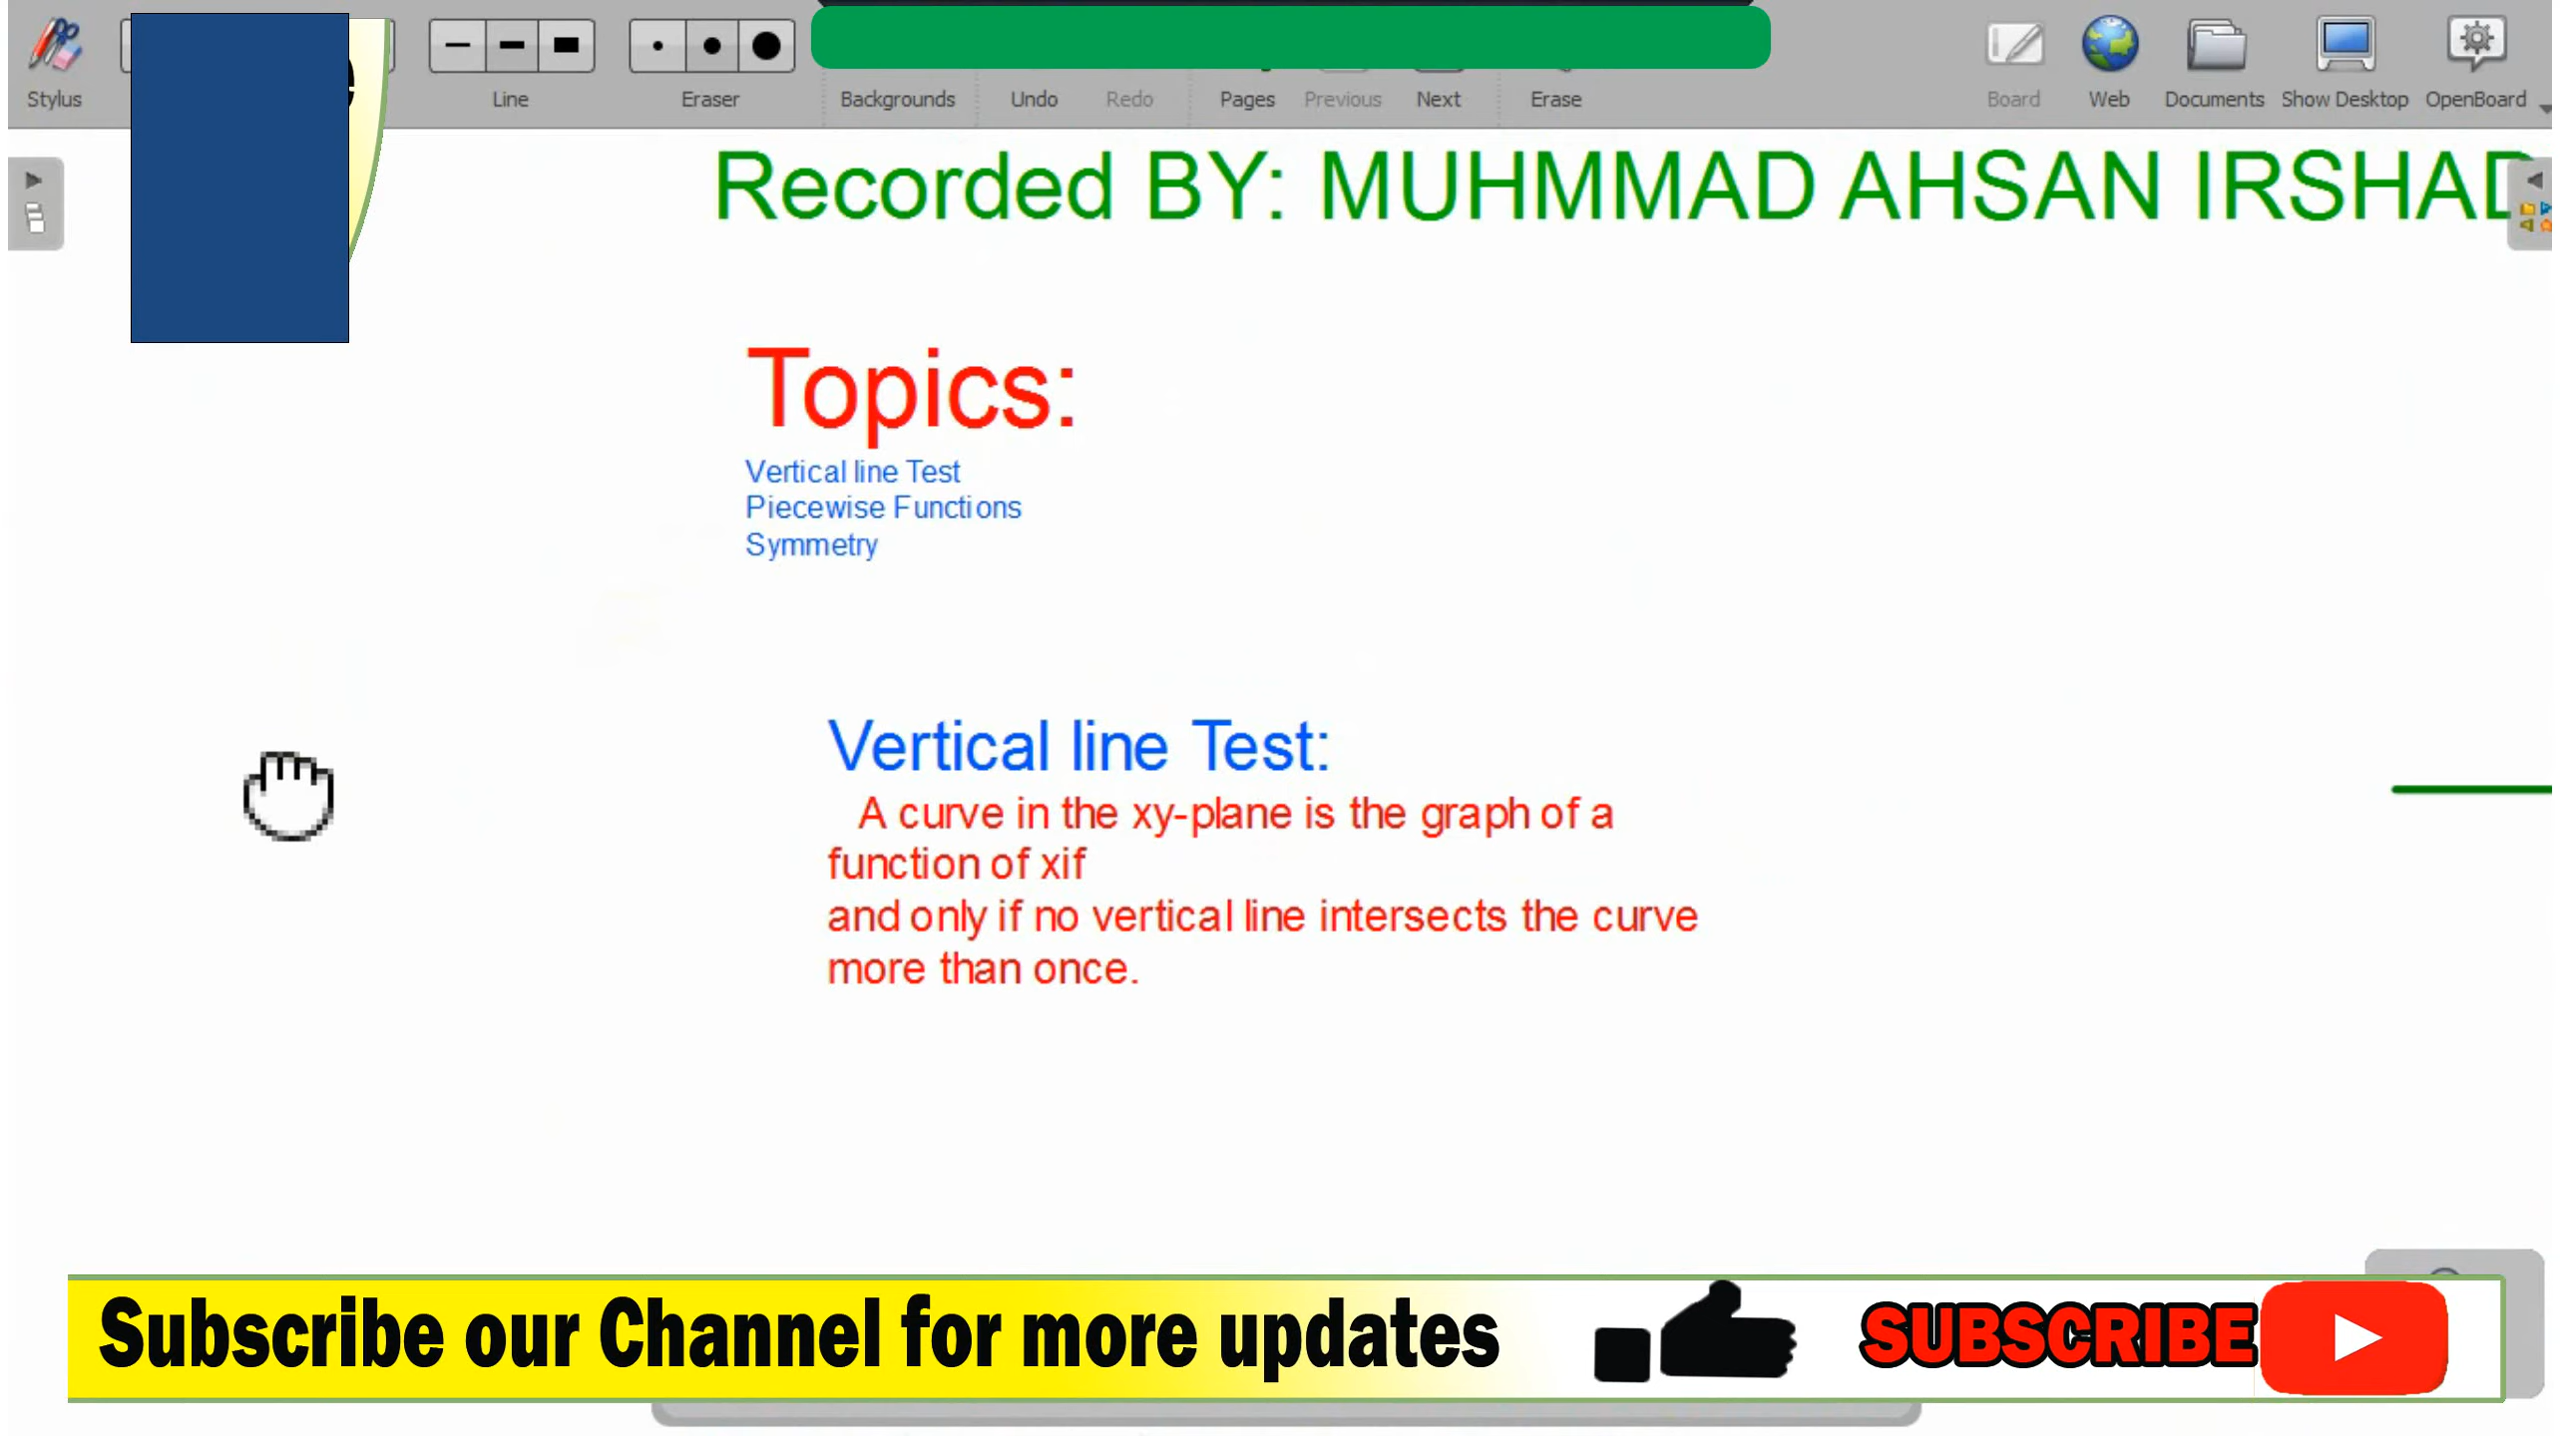 Stylus
Line
Eraser
Backgrounds
Undo
Redo
Pages
Previous
Next
Erase
Board
Web
Documents
Show Desktop
OpenBoard
Recorded BY: MUHMMAD AHSAN IRSHAD
Topics:
Vertical line Test
Piecewise Functions
Symmetry
Vertical line Test:
A curve in the xy-plane is the graph of a
function of xif
and only if no vertical line intersects the curve
more than once.
Subscribe our Channel for more updates
SUBSCRIBE